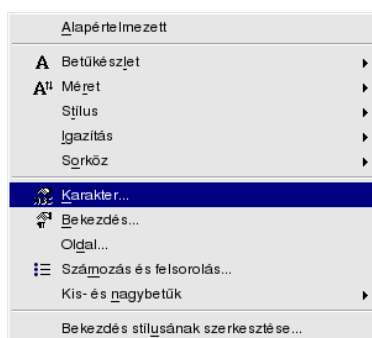 Alapértelmezett
Betűkészlet
Méret
Stílus
Igazítás
Sorköz
Karakter...
Bekezdés...
Oldal...
Számozás és felsorolás...
Kis- és nagybetűk
Bekezdés stílusának szerkesztése...